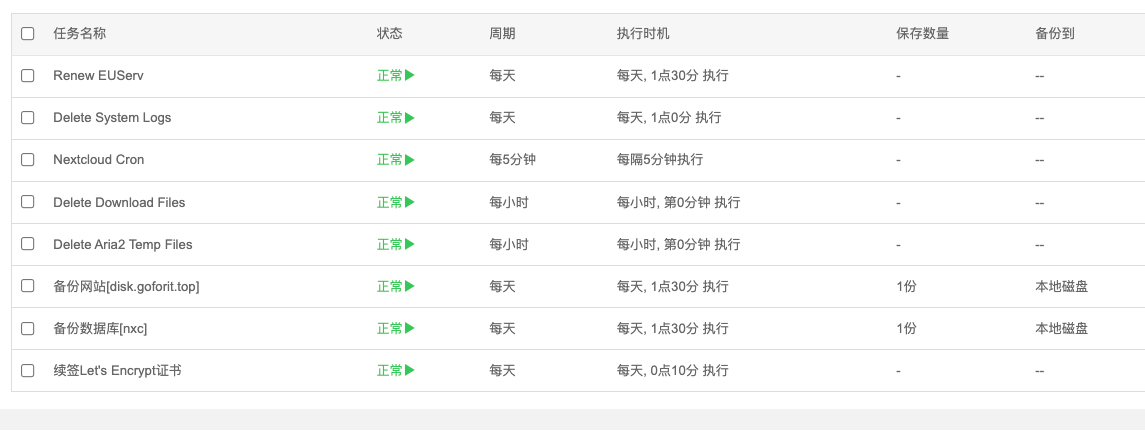 任务名称 状态 周期 执行时机 保存数量 备份到
Renew EUServ 正常 每天 每天, 1点30分 执行 - --
Delete System Logs 正常 每天 每天, 1点0分 执行 - --
Nextcloud Cron 正常 每5分钟 每隔5分钟执行 - --
Delete Download Files 正常 每小时 每小时, 第0分钟 执行 - --
Delete Aria2 Temp Files 正常 每小时 每小时, 第0分钟 执行 - --
备份网站[disk.goforit.top] 正常 每天 每天, 1点30分 执行 1份 本地磁盘
备份数据库[nxc] 正常 每天 每天, 1点30分 执行 1份 本地磁盘
续签Let's Encrypt证书 正常 每天 每天, 0点10分 执行 - --